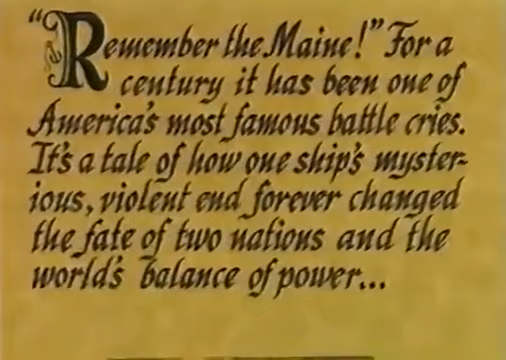 "Remember the Maine!" For a
century it has been one of
America's most famous battle cries.
It's a tale of how one ship's myster-
ious, violent end forever changed
the fate of two nations and the
world's balance of power...